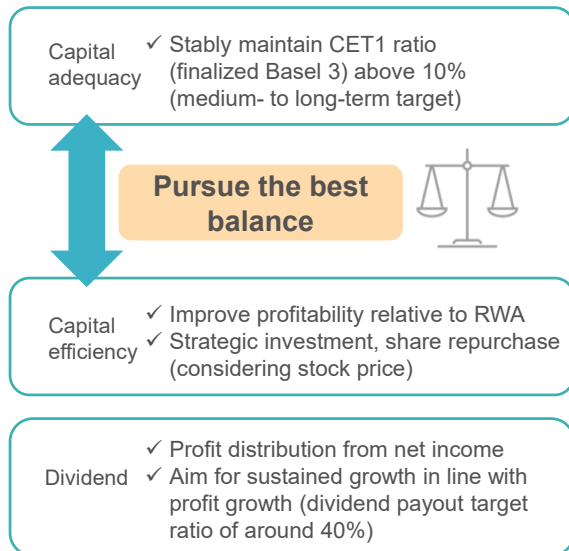 Capital
adequacy
✓ Stably maintain CET1 ratio
(finalized Basel 3) above 10%
(medium- to long-term target)
Pursue the best
balance
Capital
efficiency
✓ Improve profitability relative to RWA
✓ Strategic investment, share repurchase
(considering stock price)
Dividend
✓ Profit distribution from net income
✓ Aim for sustained growth in line with
profit growth (dividend payout target
ratio of around 40%)